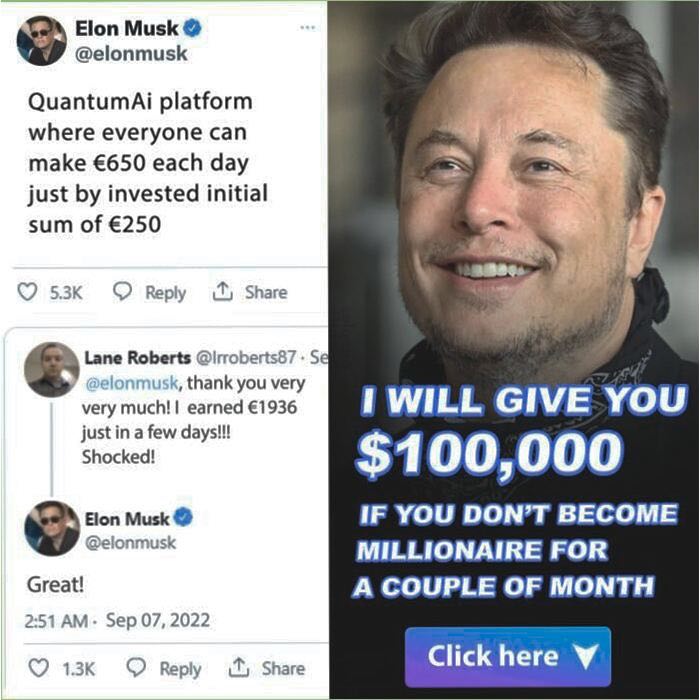 Elon Musk
@elonmusk
QuantumAi platform
where everyone can
make €650 each day
just by invested initial
sum of €250
5.3K Reply Share
Lane Roberts @lrroberts87 · Se
@elonmusk, thank you very
very much! I earned €1936
just in a few days!!!
Shocked!
Elon Musk
@elonmusk
Great!
2:51 AM · Sep 07, 2022
1.3K Reply Share
I WILL GIVE YOU
$100,000
IF YOU DON'T BECOME
MILLIONAIRE FOR
A COUPLE OF MONTH
Click here